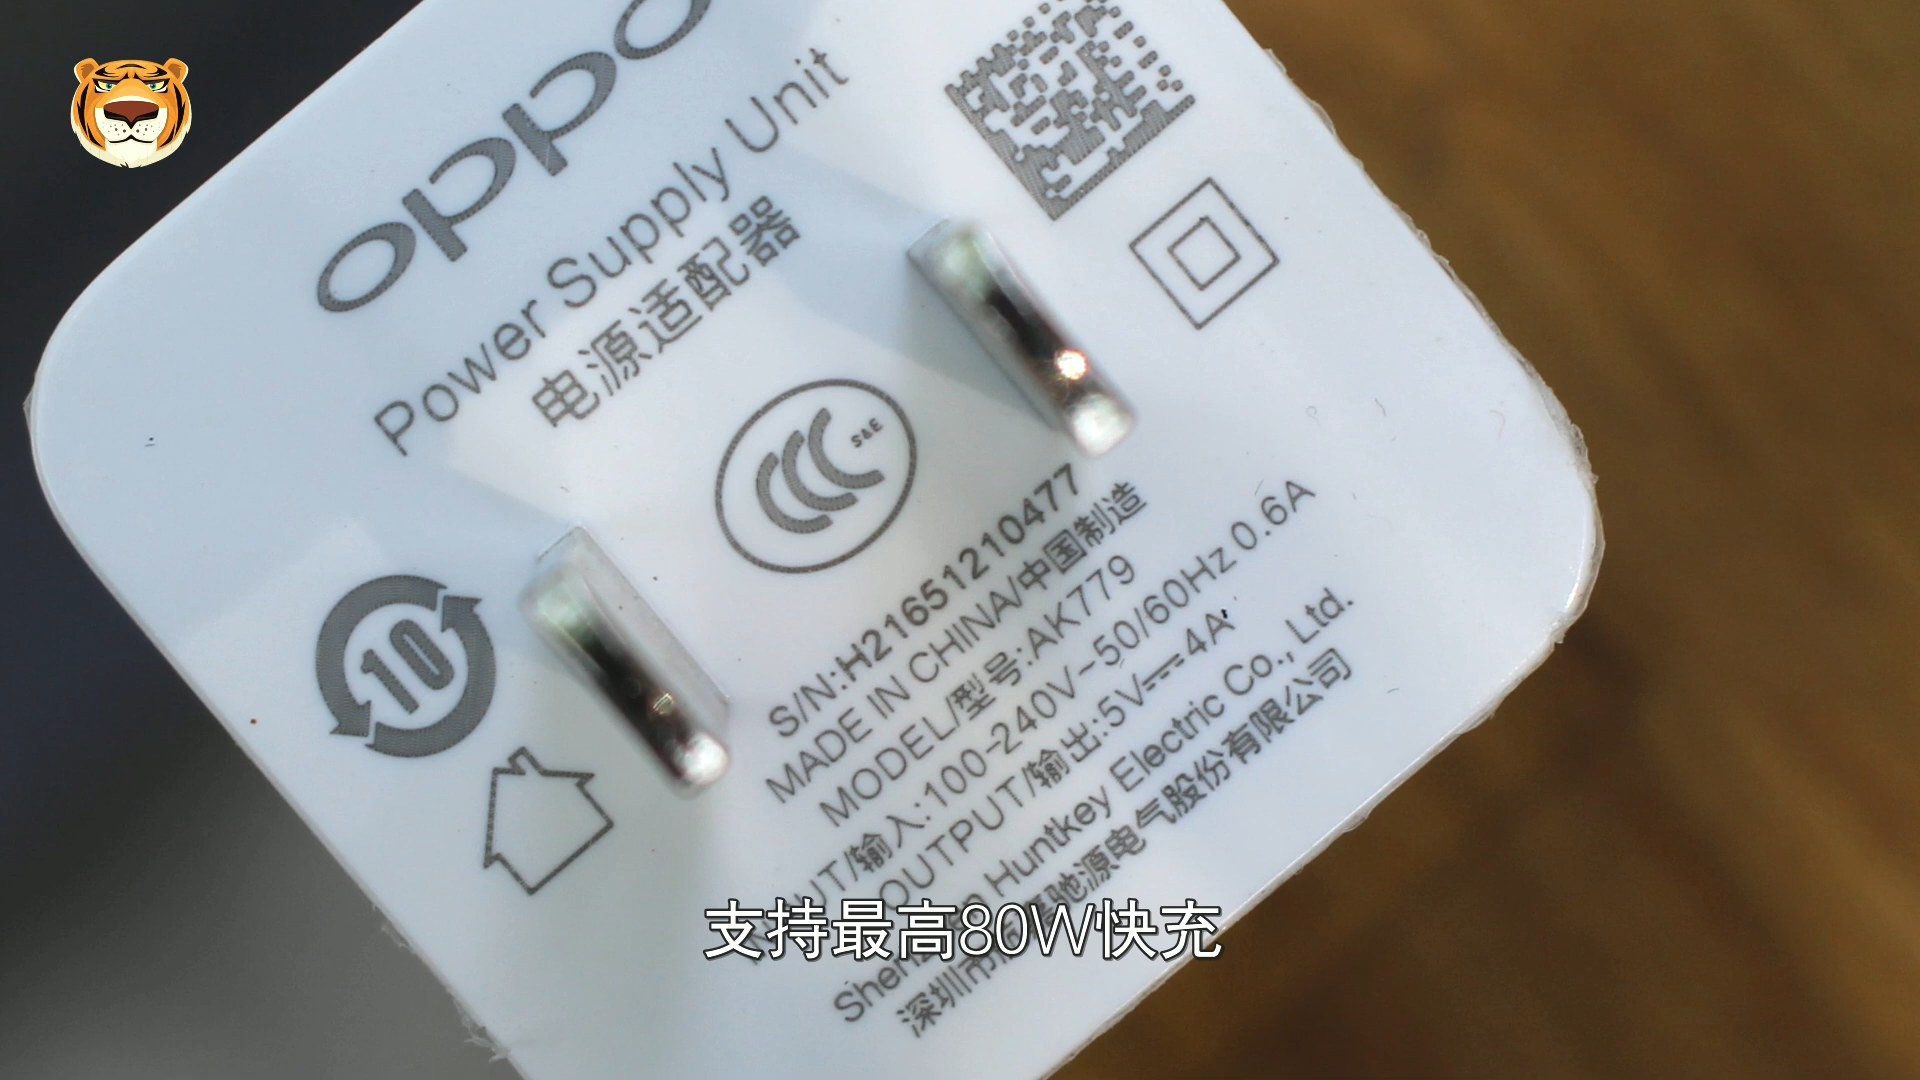 oppo
Power Supply Unit
电源适配器
S&E
10
S/N:H21651210477
MADE IN CHINA/中国制造
MODEL/型号:AK779
INPUT/输入:100-240V~50/60Hz 0.6A
OUTPUT/输出:5V⎓4A
Shenzhen Huntkey Electric Co., Ltd.
深圳市 驰源电气股份有限公司
支持最高80W快充